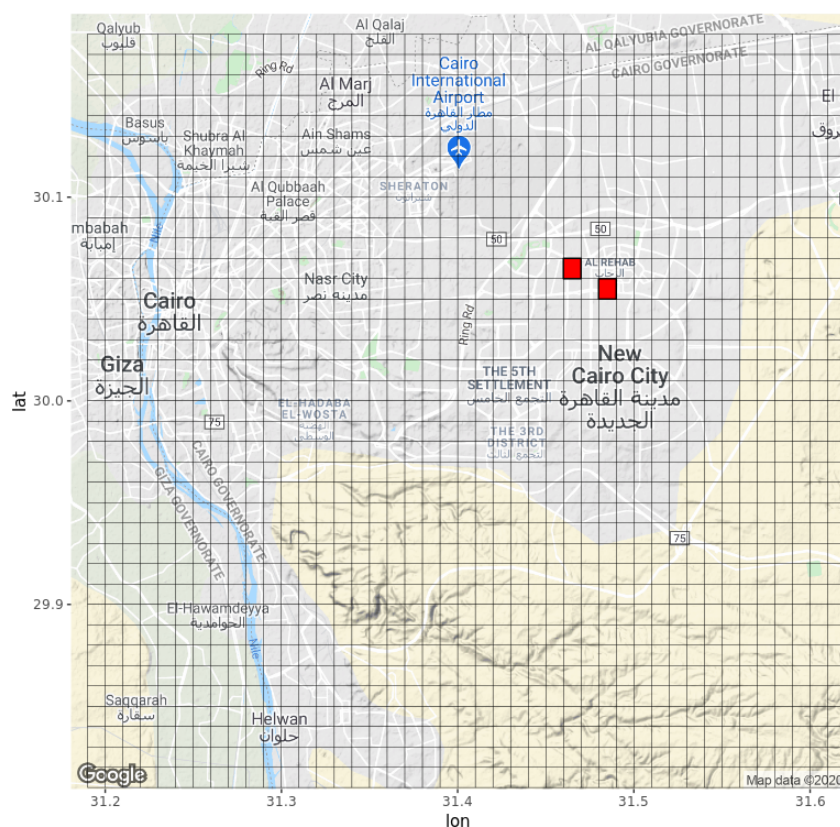 Qalyub
قليوب
Al Qalaj
القلج
AL QALYUBIA GOVERNORATE
CAIRO GOVERNORATE
Ring Rd
Al Marj
المرج
Cairo
International
Airport
مطار القاهرة
الدولي
El
روق
Basus
باسوس
Shubra Al
Khaymah
شبرا الخيمة
Ain Shams
عين شمس
SHERATON
شيراتون
Al Qubbaah
Palace
قصر القبة
30.1
mbabah
إمبابة
Nile
50
50
AL REHAB
الرحاب
Nasr City
مدينة نصر
Cairo
القاهرة
Ring Rd
Giza
الجيزة
New
Cairo City
مدينة القاهرة
الجديدة
THE 5TH
SETTLEMENT
التجمع الخامس
lat
30.0
EL-HADABA
EL-WOSTA
الهضبة
الوسطى
75
THE 3RD
DISTRICT
التجمع الثالث
CAIRO GOVERNORATE
GIZA GOVERNORATE
75
29.9
El-Hawamdeyya
الحوامدية
Nile
Saqqarah
سقارة
Helwan
حلوان
Google
Map data ©2020
31.2
31.3
31.4
31.5
31.6
lon